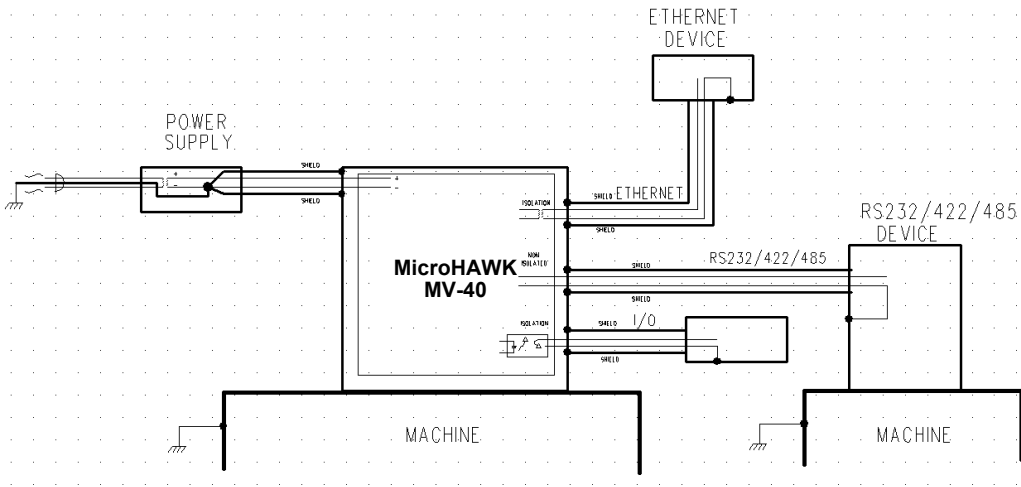 ETHERNET
DEVICE
POWER
SUPPLY
+
-
SHIELD
SHIELD
+
-
SHIELD
ETHERNET
ISOLATION
SHIELD
RS232/422/485
DEVICE
NON
ISOLATED
SHIELD
RS232/422/485
MicroHAWK
MV-40
SHIELD
ISOLATION
SHIELD
I/O
SHIELD
MACHINE
MACHINE